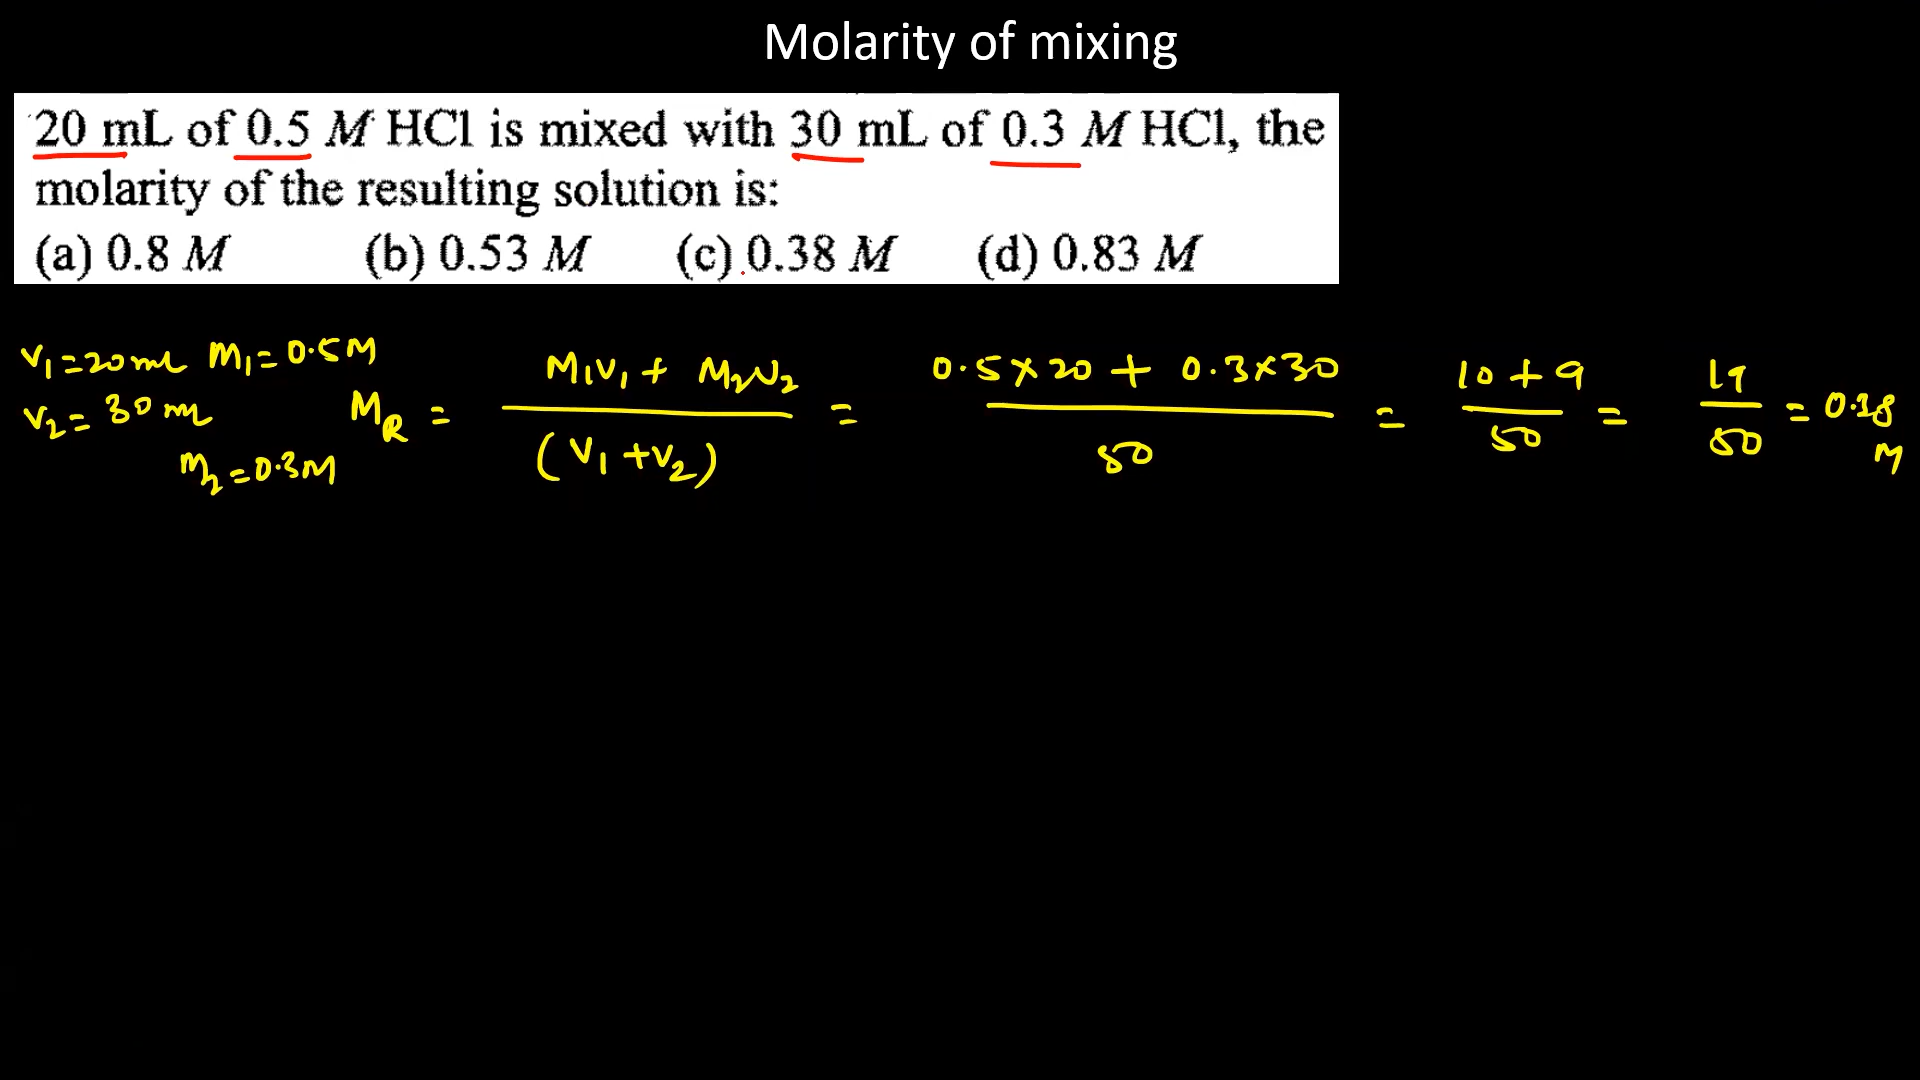 Molarity of mixing
20 mL of 0.5 M HCl is mixed with 30 mL of 0.3 M HCl, the
molarity of the resulting solution is:
(a) 0.8 M (b) 0.53 M (c) 0.38 M (d) 0.83 M
V₁=20ml M₁=0.5M
V₂=30ml
M₂=0.3M
M_R = (M₁V₁ + M₂V₂) / (V₁+V₂) = (0.5×20 + 0.3×30) / 50 = (10+9) / 50 = 19/50 = 0.38 M